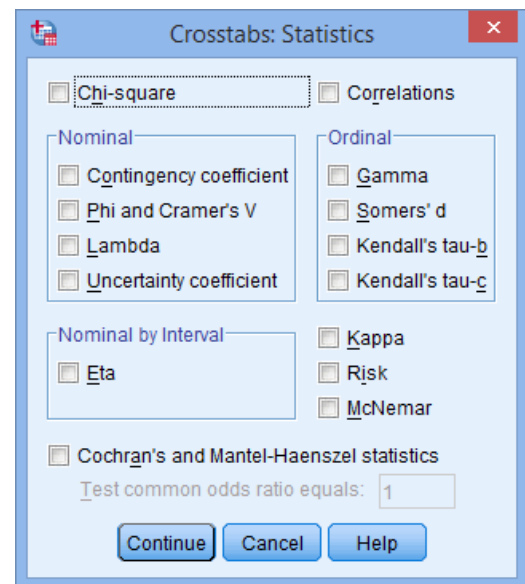 Crosstabs: Statistics
Chi-square
Correlations
Nominal
Contingency coefficient
Phi and Cramer's V
Lambda
Uncertainty coefficient
Ordinal
Gamma
Somers' d
Kendall's tau-b
Kendall's tau-c
Nominal by Interval
Eta
Kappa
Risk
McNemar
Cochran's and Mantel-Haenszel statistics
Test common odds ratio equals: 1
Continue Cancel Help